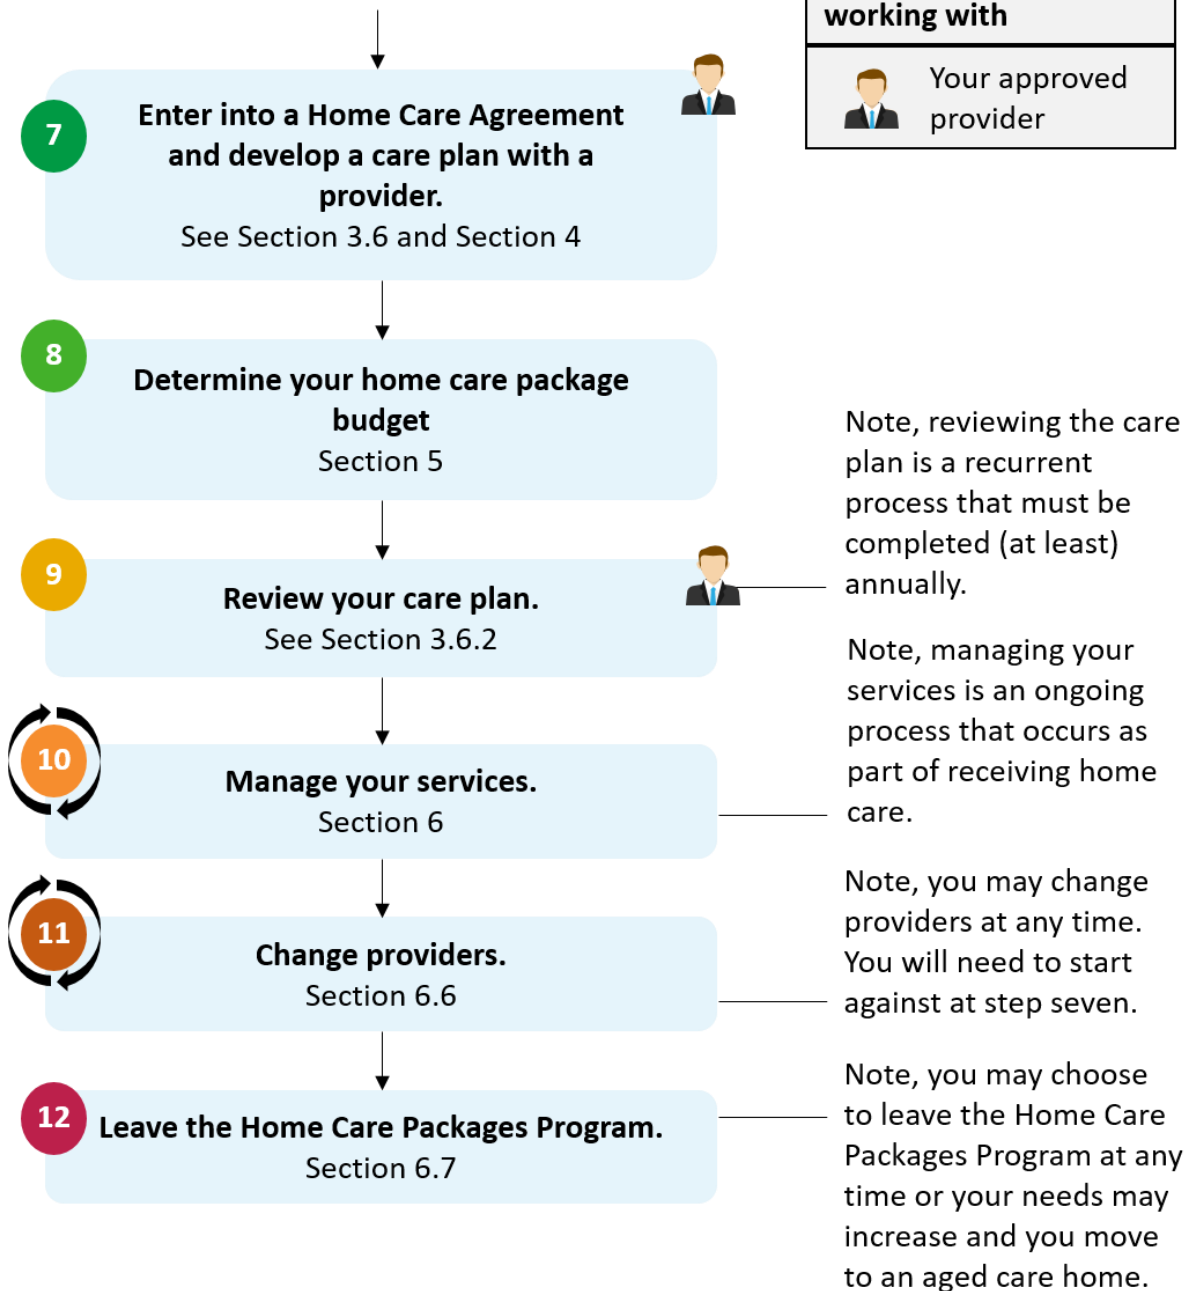 working with
Your approved
provider
7
Enter into a Home Care Agreement
and develop a care plan with a
provider.
See Section 3.6 and Section 4
8
Determine your home care package
budget
Section 5
9
Review your care plan.
See Section 3.6.2
Note, reviewing the care
plan is a recurrent
process that must be
completed (at least)
annually.
10
Manage your services.
Section 6
Note, managing your
services is an ongoing
process that occurs as
part of receiving home
care.
11
Change providers.
Section 6.6
Note, you may change
providers at any time.
You will need to start
against at step seven.
12
Leave the Home Care Packages Program.
Section 6.7
Note, you may choose
to leave the Home Care
Packages Program at any
time or your needs may
increase and you move
to an aged care home.